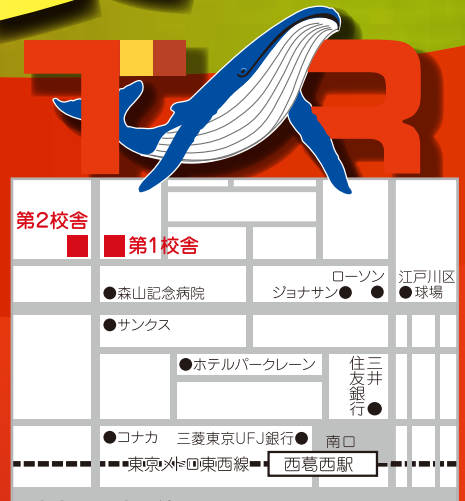 T R
第2校舎
第1校舎
ローソン
江戸川区
●森山記念病院
ジョナサン●
●球場
●サンクス
●ホテルパークレーン
三井
住友銀行●
●コナカ
三菱東京UFJ銀行●
南口
東京メトロ東西線
西葛西駅